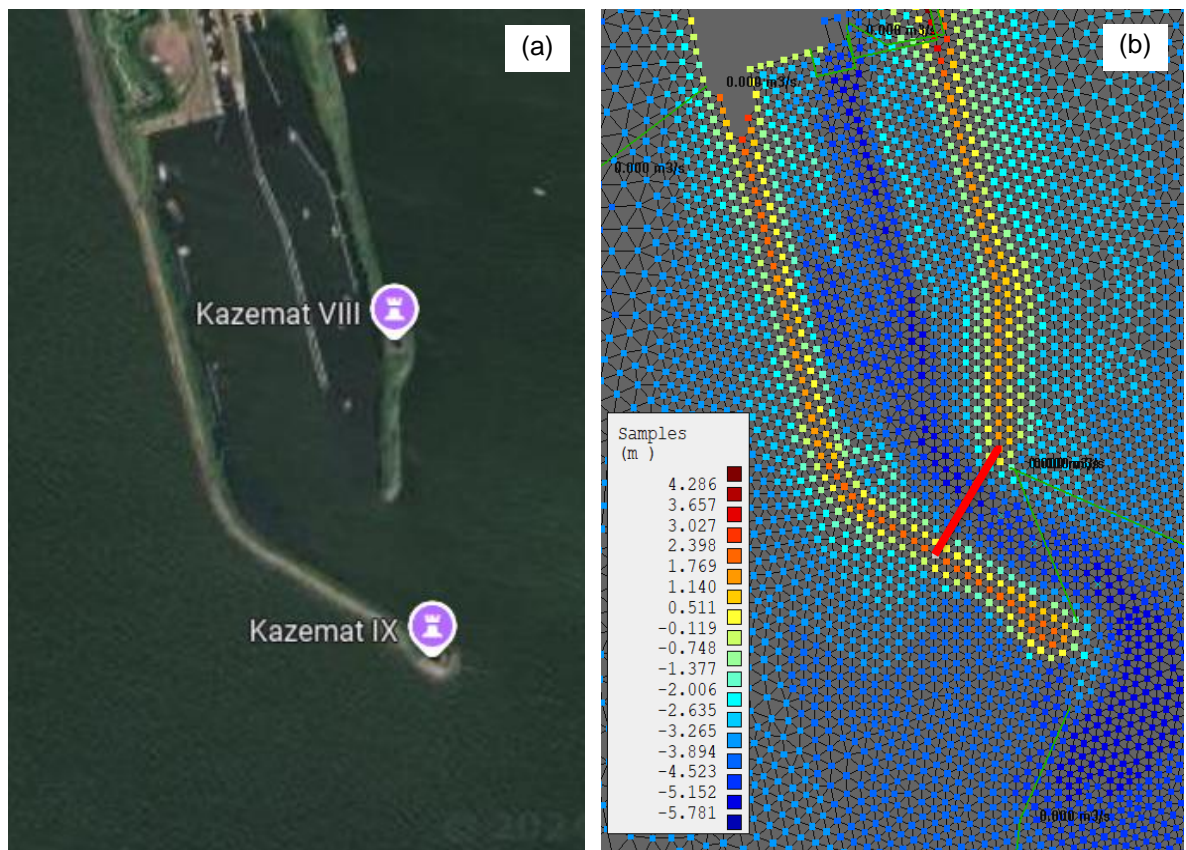 (a)
Kazemat VIII
Kazemat IX
(b)
0.000 m3/s
0.000 m3/s
0.000 m3/s
Samples
(m )
4.286
3.657
3.027
2.398
1.769
1.140
0.511
-0.119
-0.748
-1.377
-2.006
-2.635
-3.265
-3.894
-4.523
-5.152
-5.781
0.000 m3/s